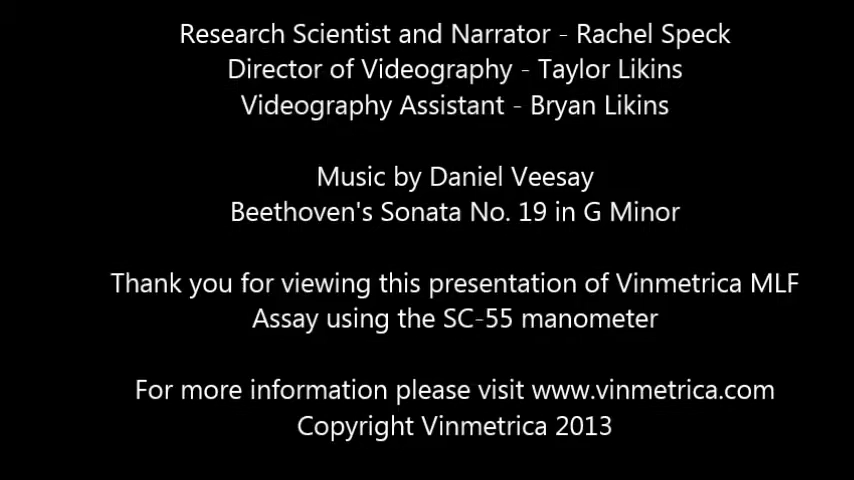 Research Scientist and Narrator - Rachel Speck
Director of Videography - Taylor Likins
Videography Assistant - Bryan Likins
Music by Daniel Veesay
Beethoven's Sonata No. 19 in G Minor
Thank you for viewing this presentation of Vinmetrica MLF
Assay using the SC-55 manometer
For more information please visit www.vinmetrica.com
Copyright Vinmetrica 2013